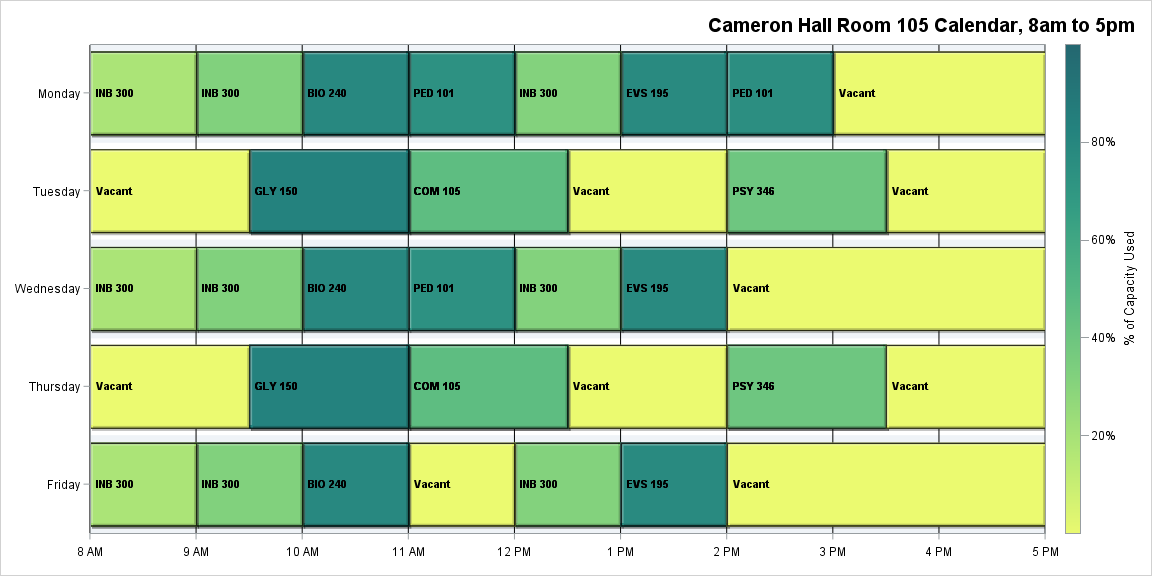 Cameron Hall Room 105 Calendar, 8am to 5pm
Monday
INB 300 INB 300 BIO 240 PED 101 INB 300 EVS 195 PED 101 Vacant
Tuesday
Vacant GLY 150 COM 105 Vacant PSY 346 Vacant
Wednesday
INB 300 INB 300 BIO 240 PED 101 INB 300 EVS 195 Vacant
Thursday
Vacant GLY 150 COM 105 Vacant PSY 346 Vacant
Friday
INB 300 INB 300 BIO 240 Vacant INB 300 EVS 195 Vacant
8 AM 9 AM 10 AM 11 AM 12 PM 1 PM 2 PM 3 PM 4 PM 5 PM
80%
60%
40%
20%
% of Capacity Used